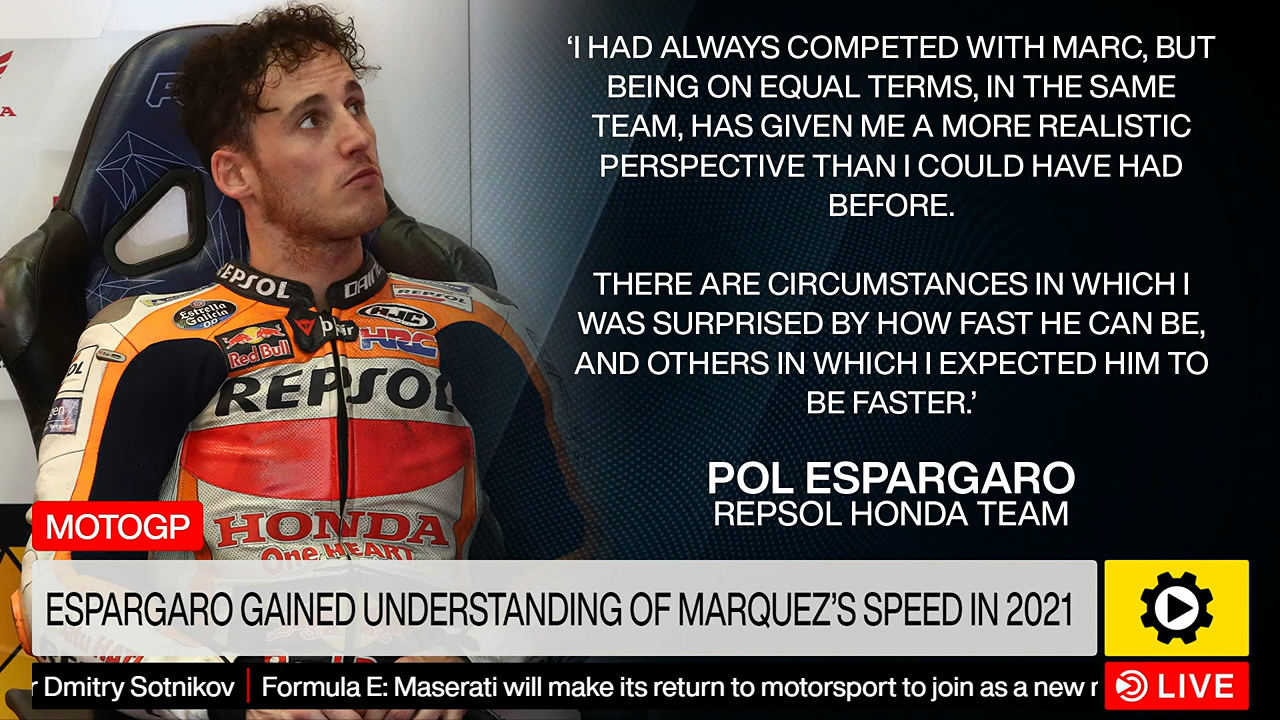 ‘I HAD ALWAYS COMPETED WITH MARC, BUT
BEING ON EQUAL TERMS, IN THE SAME
TEAM, HAS GIVEN ME A MORE REALISTIC
PERSPECTIVE THAN I COULD HAVE HAD
BEFORE.
THERE ARE CIRCUMSTANCES IN WHICH I
WAS SURPRISED BY HOW FAST HE CAN BE,
AND OTHERS IN WHICH I EXPECTED HIM TO
BE FASTER.’
POL ESPARGARO
REPSOL HONDA TEAM
REPSOL
REPSOL
Estrella
Galicia
0,0
HJC
Red Bull
HRC
REPSOL
HONDA
One HEART
MOTOGP
ESPARGARO GAINED UNDERSTANDING OF MARQUEZ’S SPEED IN 2021
Dmitry Sotnikov
Formula E: Maserati will make its return to motorsport to join as a new
LIVE